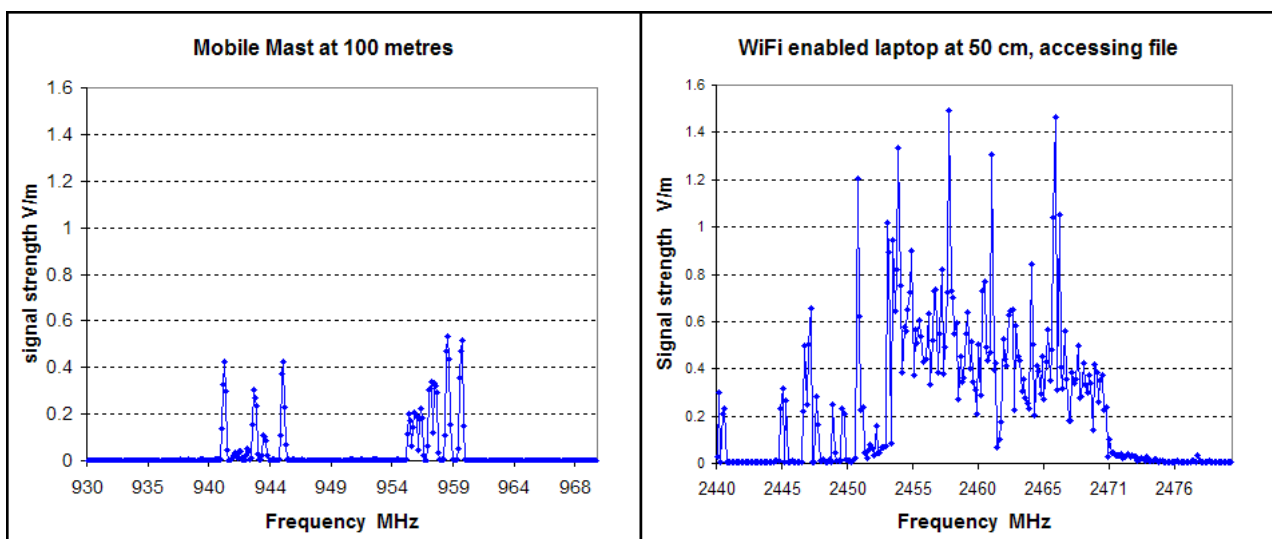 Mobile Mast at 100 metres
signal strength V/m
1.6
1.4
1.2
1
0.8
0.6
0.4
0.2
0
930 935 940 944 949 954 959 964 968
Frequency MHz
WiFi enabled laptop at 50 cm, accessing file
Signal strength V/m
1.6
1.4
1.2
1
0.8
0.6
0.4
0.2
0
2440 2445 2450 2455 2460 2465 2471 2476
Frequency MHz